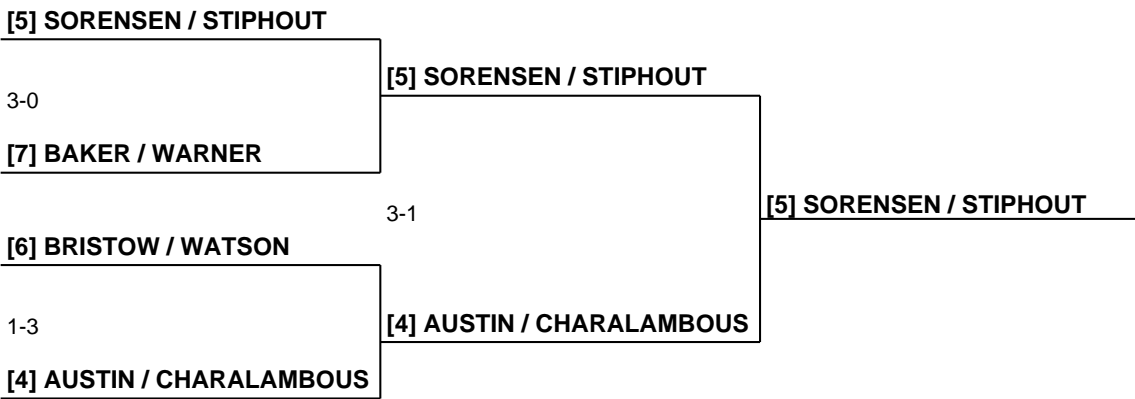 [5] SORENSEN / STIPHOUT
[5] SORENSEN / STIPHOUT
3-0
[7] BAKER / WARNER
3-1
[5] SORENSEN / STIPHOUT
[6] BRISTOW / WATSON
1-3
[4] AUSTIN / CHARALAMBOUS
[4] AUSTIN / CHARALAMBOUS